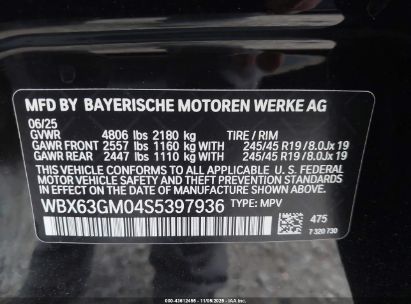 MFD BY BAYERISCHE MOTOREN WERKE AG
06/25
GVWR 4806 lbs 2180 kg TIRE / RIM
GAWR FRONT 2557 lbs 1160 kg WITH 245/45 R19 / 8.0Jx 19
GAWR REAR 2447 lbs 1110 kg WITH 245/45 R19 / 8.0Jx 19
THIS VEHICLE CONFORMS TO ALL APPLICABLE U.S. FEDERAL
MOTOR VEHICLE SAFETY, BUMPER, AND THEFT PREVENTION
STANDARDS IN EFFECT ON THE DATE OF MANUFACTURE SHOWN ABOVE.
WBX63GM04S5397936 TYPE: MPV
475
7 320 730